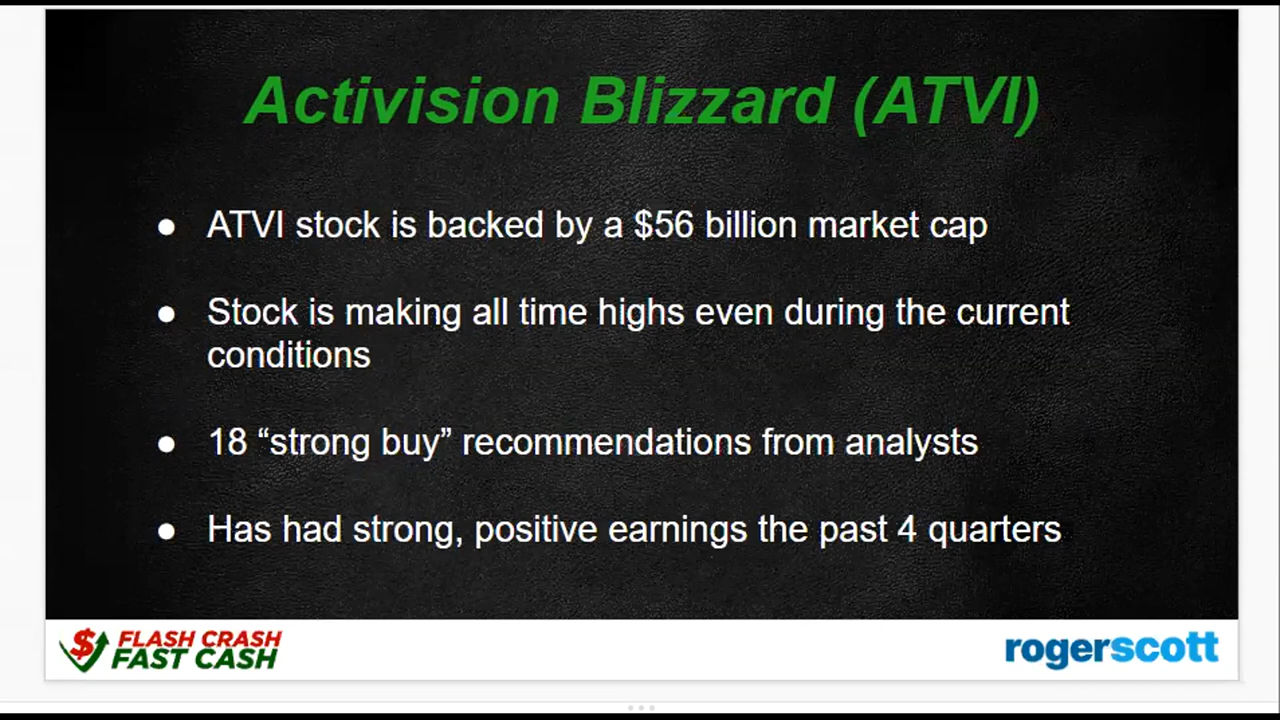 Activision Blizzard (ATVI)
● ATVI stock is backed by a $56 billion market cap
● Stock is making all time highs even during the current
conditions
● 18 “strong buy” recommendations from analysts
● Has had strong, positive earnings the past 4 quarters
$ FLASH CRASH
FAST CASH
rogerscott